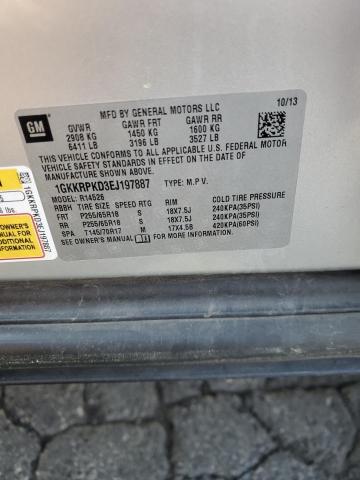 MFD BY GENERAL MOTORS LLC
10/13
GM
GVWR GAWR FRT GAWR RR
2908 KG 1450 KG 1600 KG
6411 LB 3196 LB 3527 LB
THIS VEHICLE CONFORMS TO ALL APPLICABLE U.S. FEDERAL MOTOR
VEHICLE SAFETY STANDARDS IN EFFECT ON THE DATE OF MANUFACTURE
SHOWN ABOVE.
1GKKRPKD3EJ197887 TYPE: M.P.V.
MODEL: R14526
RBBH TIRE SIZE SPEED RTG RIM COLD TIRE PRESSURE
FRT P255/65R18 S 18X7.5J 240KPA(35PSI)
RR P255/65R18 S 18X7.5J 240KPA(35PSI)
SPA T145/70R17 M 17X4.5B 420KPA(60PSI)
N
lbs.
OWNER'S
MANUAL FOR
ADDITIONAL
INFORMATION
1GKKRPKD3EJ197887